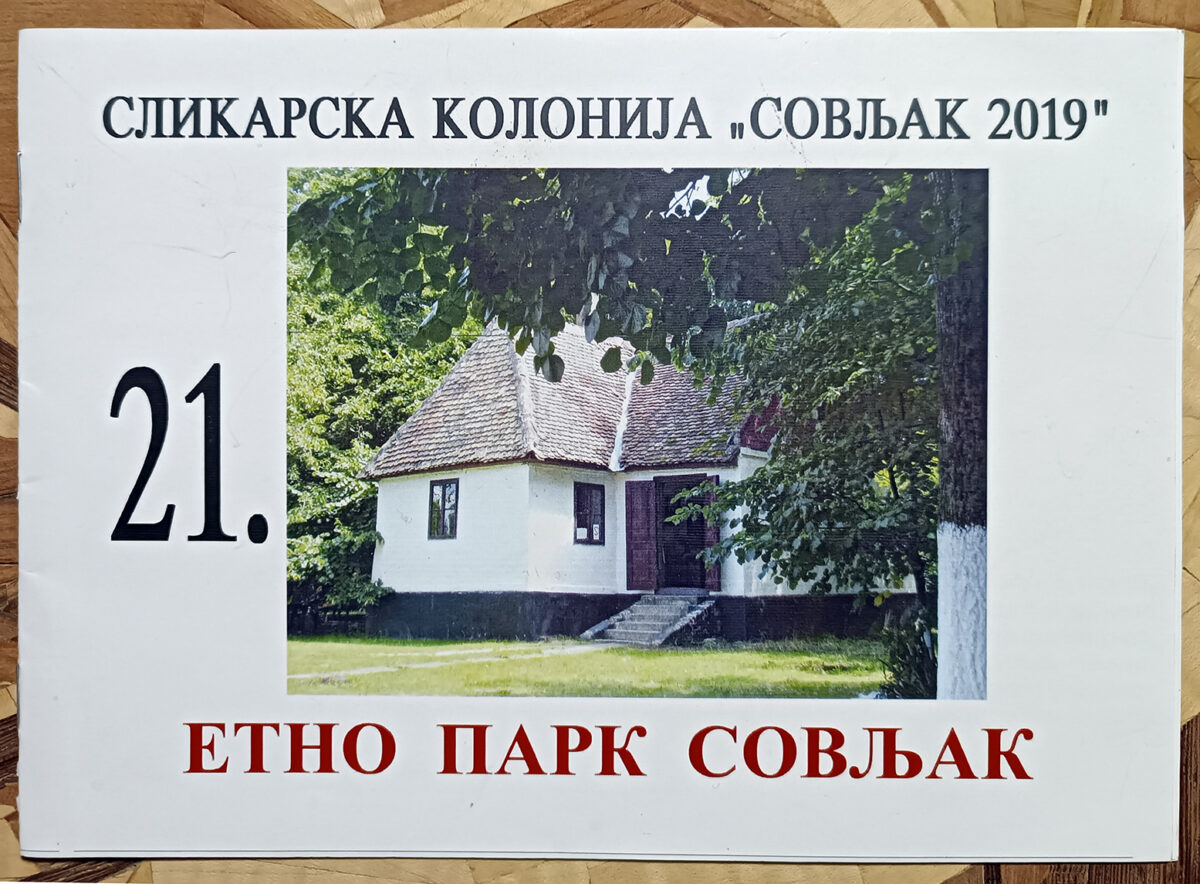 СЛИКАРСКА КОЛОНИЈА „СОВЉАК 2019"
21.
ЕТНО ПАРК СОВЉАК